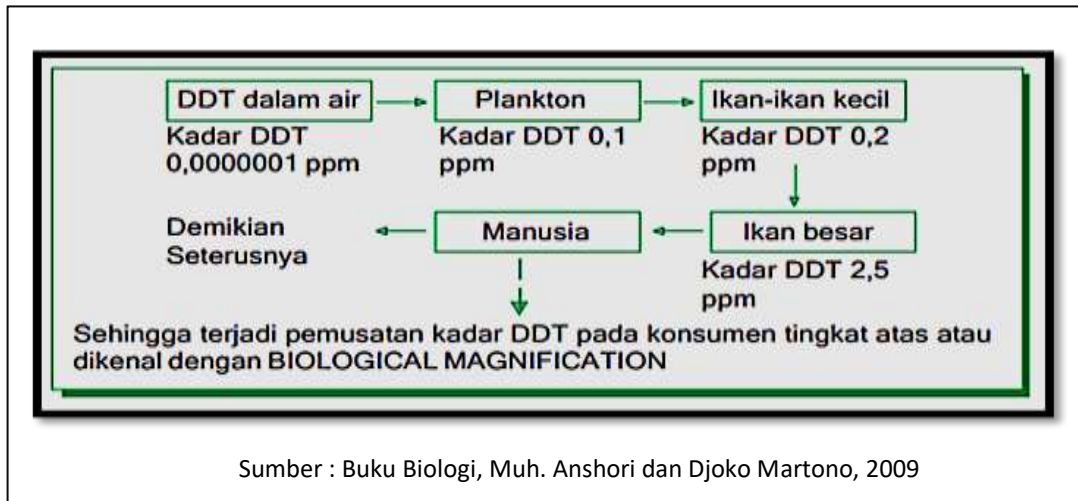 DDT dalam air
Kadar DDT
0,0000001 ppm
Plankton
Kadar DDT 0,1
ppm
Ikan-ikan kecil
Kadar DDT 0,2
ppm
Ikan besar
Kadar DDT 2,5
ppm
Manusia
Demikian
Seterusnya
Sehingga terjadi pemusatan kadar DDT pada konsumen tingkat atas atau
dikenal dengan BIOLOGICAL MAGNIFICATION
Sumber : Buku Biologi, Muh. Anshori dan Djoko Martono, 2009